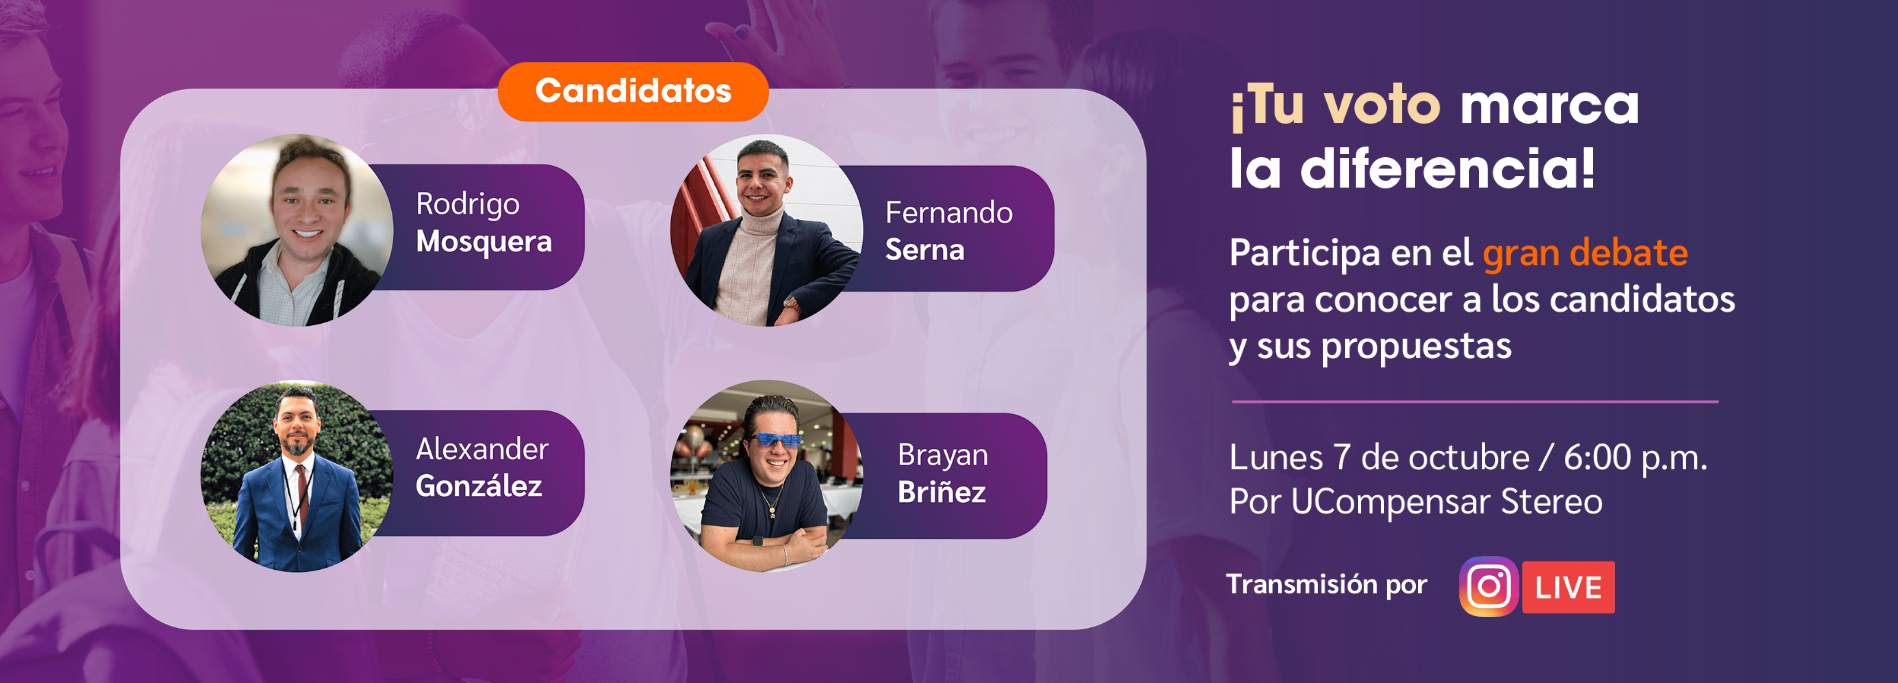 Candidatos
Rodrigo
Mosquera
Fernando
Serna
Alexander
González
Brayan
Briñez
¡Tu voto marca
la diferencia!
Participa en el gran debate
para conocer a los candidatos
y sus propuestas
Lunes 7 de octubre / 6:00 p.m.
Por UCompensar Stereo
Transmisión por
LIVE